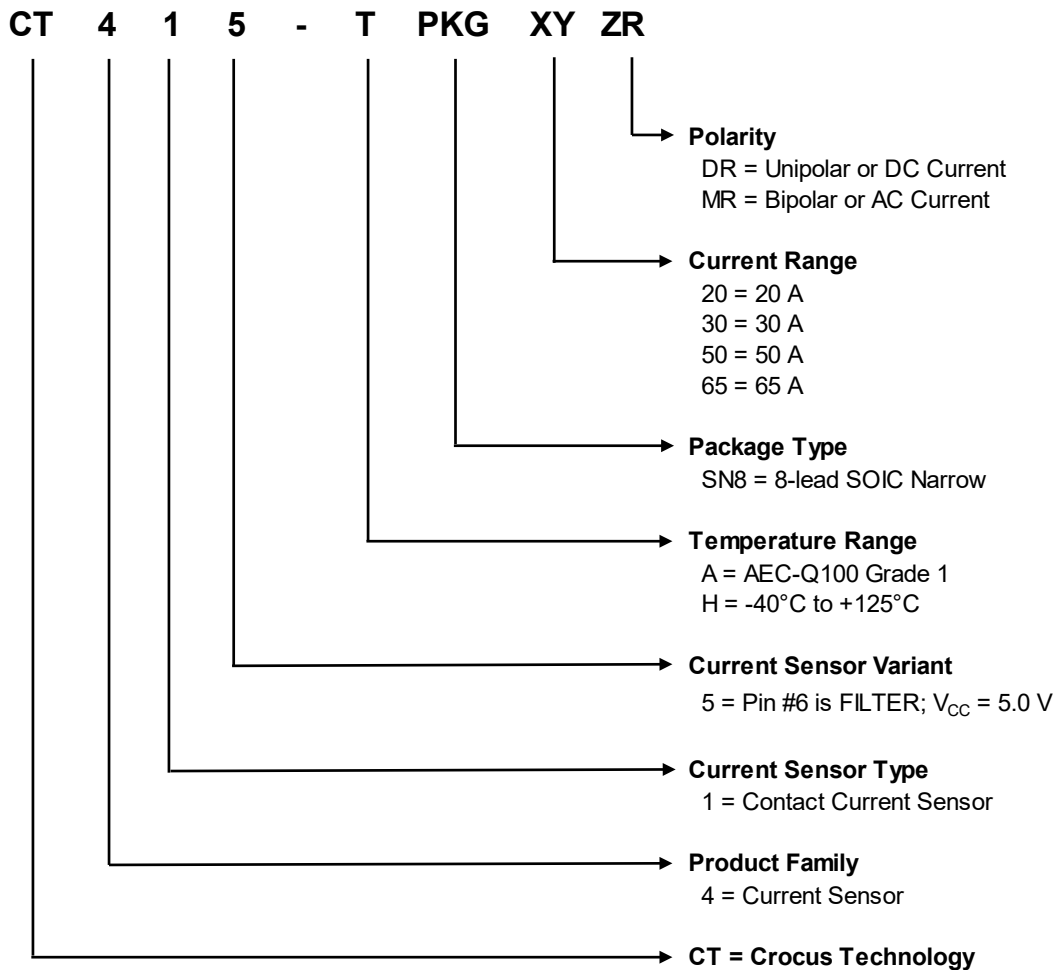 CT 4 1 5 - T PKG XY ZR
Polarity
DR = Unipolar or DC Current
MR = Bipolar or AC Current
Current Range
20 = 20 A
30 = 30 A
50 = 50 A
65 = 65 A
Package Type
SN8 = 8-lead SOIC Narrow
Temperature Range
A = AEC-Q100 Grade 1
H = -40°C to +125°C
Current Sensor Variant
5 = Pin #6 is FILTER; VCC = 5.0 V
Current Sensor Type
1 = Contact Current Sensor
Product Family
4 = Current Sensor
CT = Crocus Technology